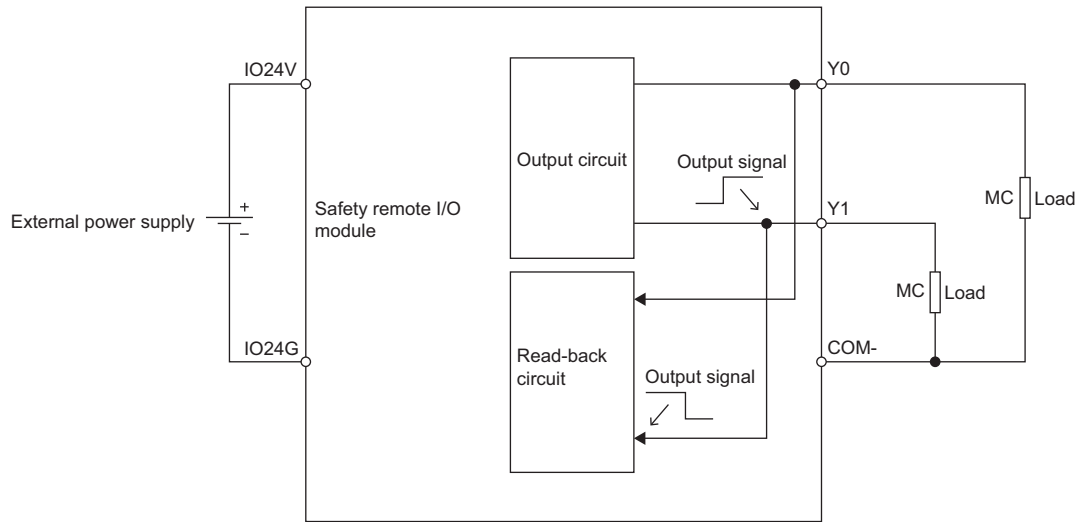 IO24V
Y0
Output circuit
Output signal
External power supply
+
−
Safety remote I/O
module
Y1
MC
Load
MC
Load
IO24G
COM-
Read-back
circuit
Output signal